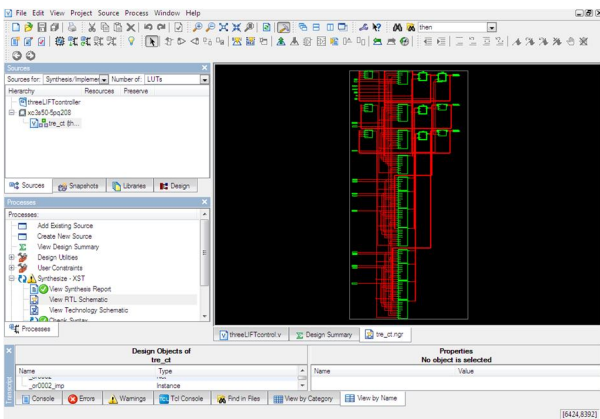 File Edit View Project Source Process Window Help
then
Sources
Sources for: Synthesis/Implemer Number of: LUTs
Hierarchy Resources Preserve
threeLIFTcontroller
xc3s50-5pq208
tre_ct (th...
Sources Snapshots Libraries Design
Processes
Processes:
Add Existing Source
Create New Source
View Design Summary
Design Utilities
User Constraints
Synthesize - XST
View Synthesis Report
View RTL Schematic
View Technology Schematic
Check Syntax
Processes
threeLIFTcontrol.v Design Summary tre_ct.ngr
Design Objects of
tre_ct
Properties
No object is selected
Name Type Name Value
_or0002_imp Instance
Transcript
Console Errors Warnings Tcl Console Find in Files View by Category View by Name
[6424,8392]